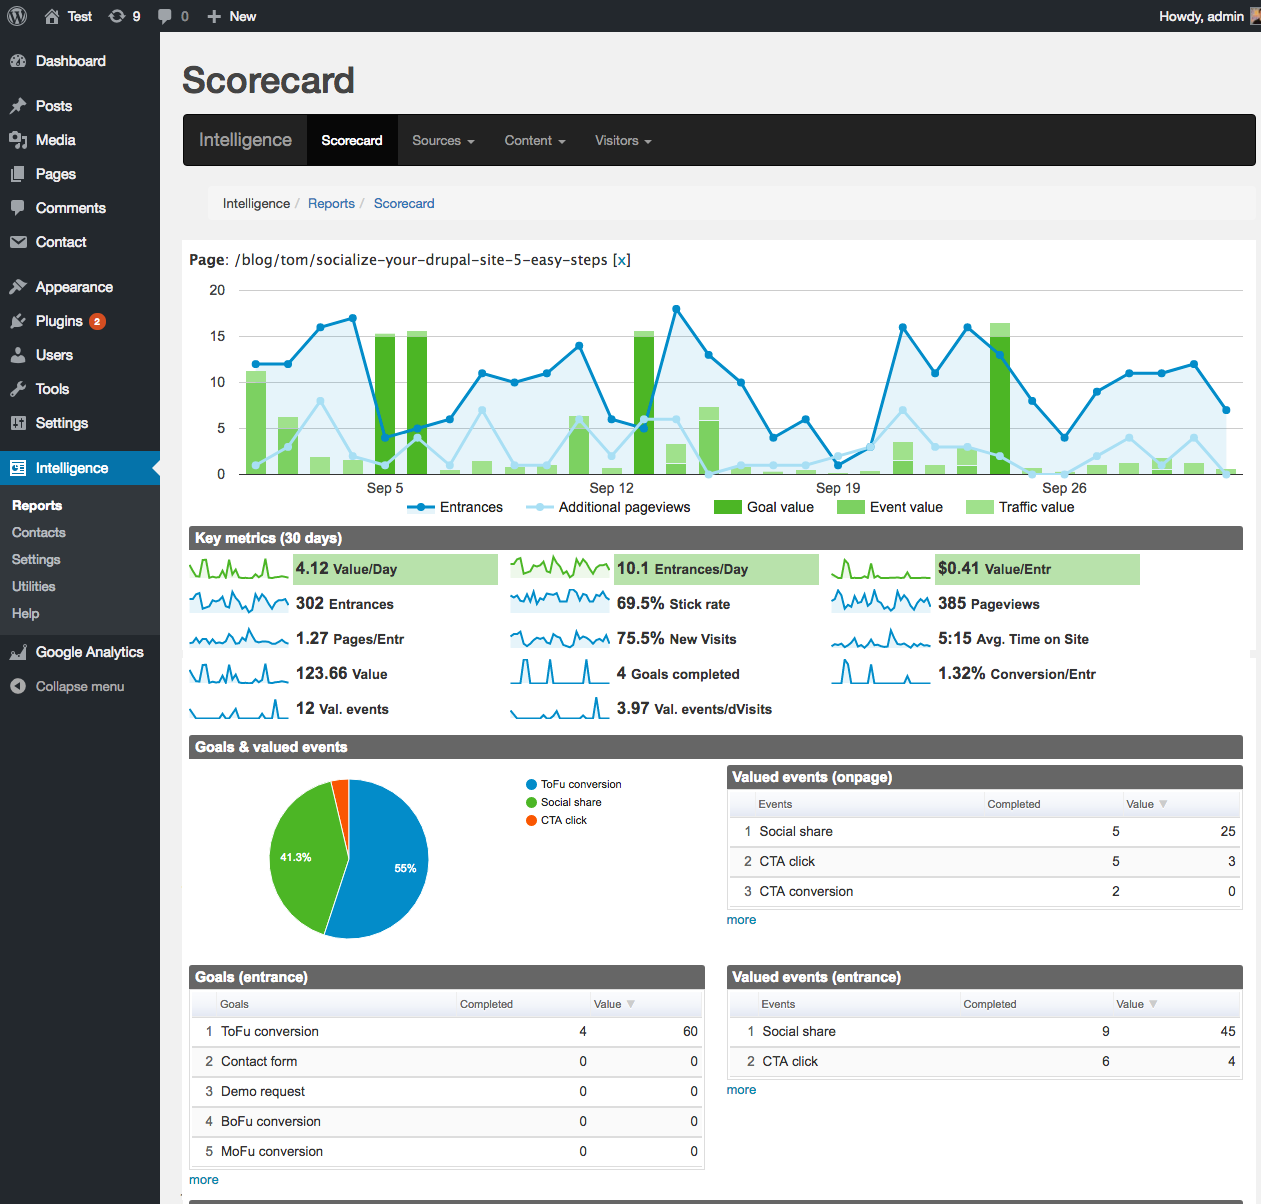 Test 9 0 New Howdy, admin
Dashboard
Posts
Media
Pages
Comments
Contact
Appearance
Plugins 2
Users
Tools
Settings
Intelligence
Reports
Contacts
Settings
Utilities
Help
Google Analytics
Collapse menu
Scorecard
Intelligence Scorecard Sources Content Visitors
Intelligence / Reports / Scorecard
Page: /blog/tom/socialize-your-drupal-site-5-easy-steps [x]
20
15
10
5
0
Sep 5 Sep 12 Sep 19 Sep 26
Entrances Additional pageviews Goal value Event value Traffic value
Key metrics (30 days)
4.12 Value/Day 10.1 Entrances/Day $0.41 Value/Entr
302 Entrances 69.5% Stick rate 385 Pageviews
1.27 Pages/Entr 75.5% New Visits 5:15 Avg. Time on Site
123.66 Value 4 Goals completed 1.32% Conversion/Entr
12 Val. events 3.97 Val. events/dVisits
Goals & valued events
ToFu conversion
Social share
CTA click
41.3%
55%
Valued events (onpage)
Events Completed Value
1 Social share 5 25
2 CTA click 5 3
3 CTA conversion 2 0
more
Goals (entrance)
Goals Completed Value
1 ToFu conversion 4 60
2 Contact form 0 0
3 Demo request 0 0
4 BoFu conversion 0 0
5 MoFu conversion 0 0
more
Valued events (entrance)
Events Completed Value
1 Social share 9 45
2 CTA click 6 4
more